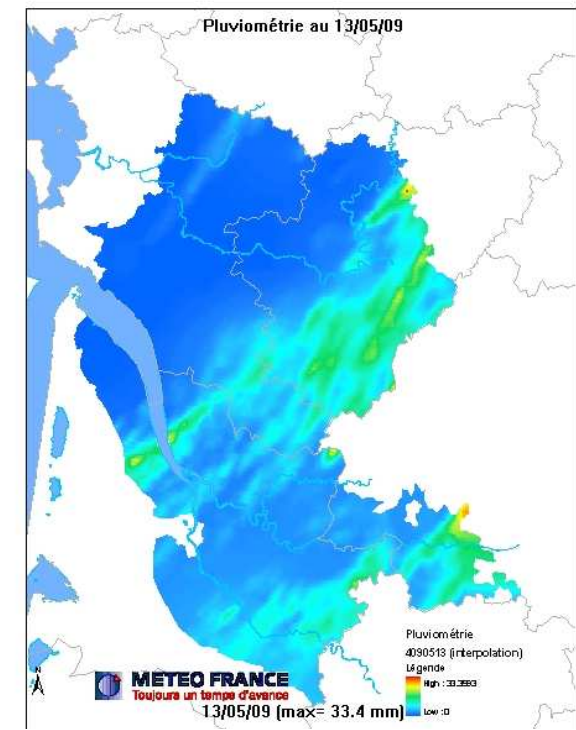 Pluviométrie au 13/05/09
Pluviométrie
4090513 (interpolation)
Légende
High : 33.3993
Low : 0
N
METEO FRANCE
Toujours un temps d'avance
13/05/09 (max= 33.4 mm)